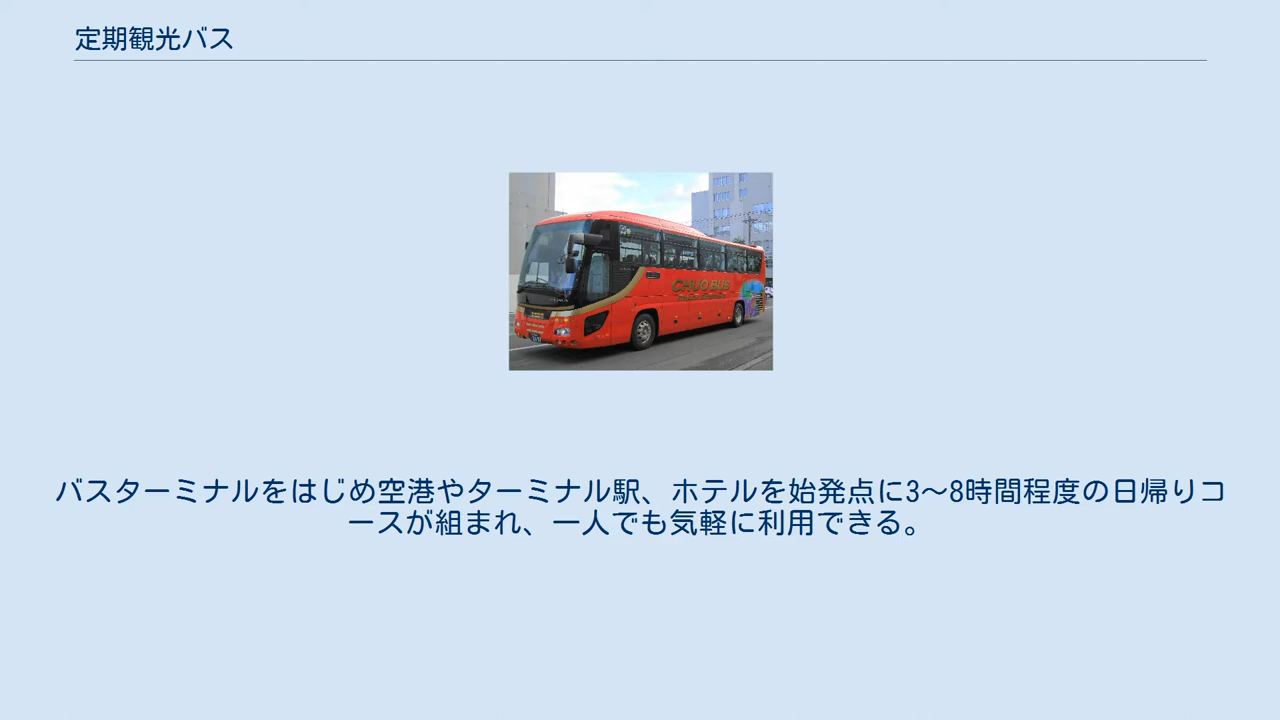 定期観光バス
CHUO BUS
バスターミナルをはじめ空港やターミナル駅、ホテルを始発点に3〜8時間程度の日帰りコ
ースが組まれ、一人でも気軽に利用できる。